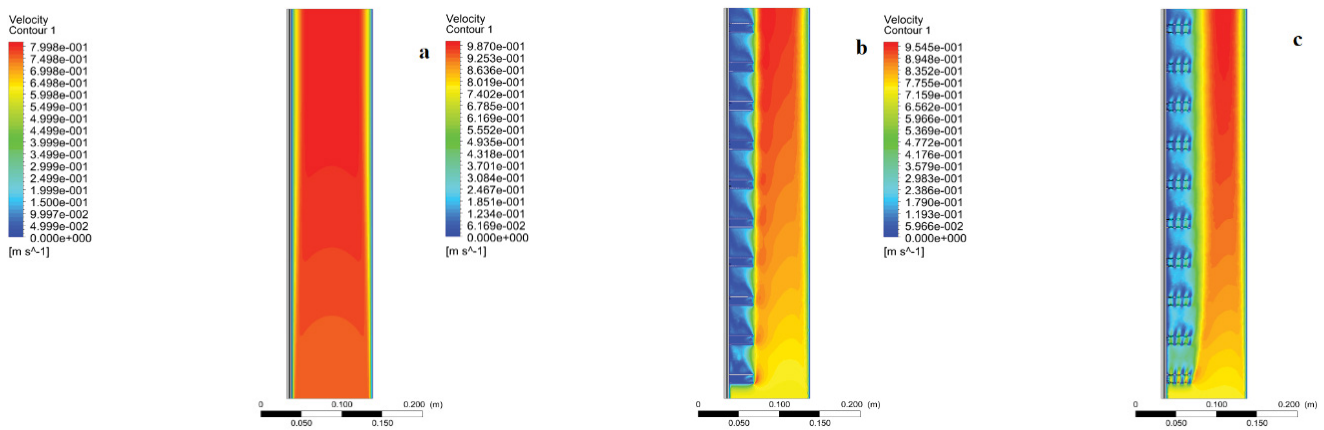 Velocity
Contour 1
7.998e-001
7.498e-001
6.998e-001
6.498e-001
5.998e-001
5.499e-001
4.999e-001
4.499e-001
3.999e-001
3.499e-001
2.999e-001
2.499e-001
1.999e-001
1.500e-001
9.997e-002
4.999e-002
0.000e+000
[m s^-1]
a
0
0.100
0.200
(m)
0.050
0.150
Velocity
Contour 1
9.870e-001
9.253e-001
8.636e-001
8.019e-001
7.402e-001
6.785e-001
6.169e-001
5.552e-001
4.935e-001
4.318e-001
3.701e-001
3.084e-001
2.467e-001
1.851e-001
1.234e-001
6.169e-002
0.000e+000
[m s^-1]
b
0
0.100
0.200
(m)
0.050
0.150
Velocity
Contour 1
9.545e-001
8.948e-001
8.352e-001
7.755e-001
7.159e-001
6.562e-001
5.966e-001
5.369e-001
4.772e-001
4.176e-001
3.579e-001
2.983e-001
2.386e-001
1.790e-001
1.193e-001
5.966e-002
0.000e+000
[m s^-1]
c
0
0.100
0.200
(m)
0.050
0.150